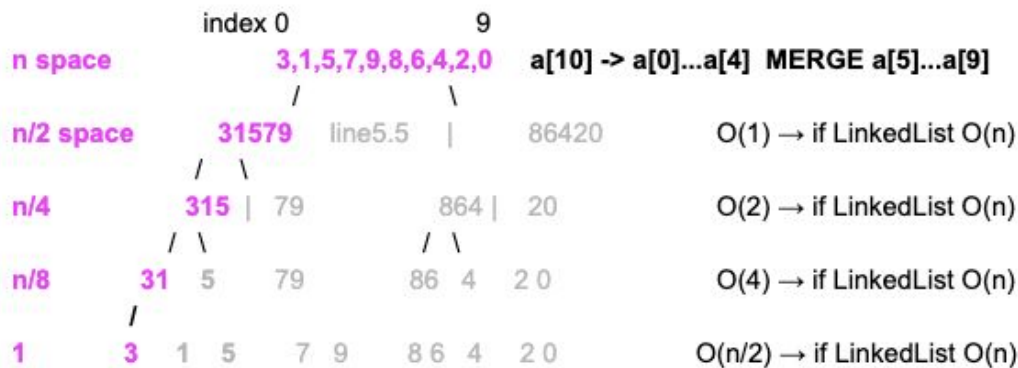 index 0 9
n space 3,1,5,7,9,8,6,4,2,0 a[10] -> a[0]...a[4] MERGE a[5]...a[9]
/ \
n/2 space 31579 line5.5 | 86420 O(1) → if LinkedList O(n)
/ \
n/4 315 | 79 864 | 20 O(2) → if LinkedList O(n)
/ \ / \
n/8 31 5 79 86 4 2 0 O(4) → if LinkedList O(n)
/
1 3 1 5 7 9 8 6 4 2 0 O(n/2) → if LinkedList O(n)